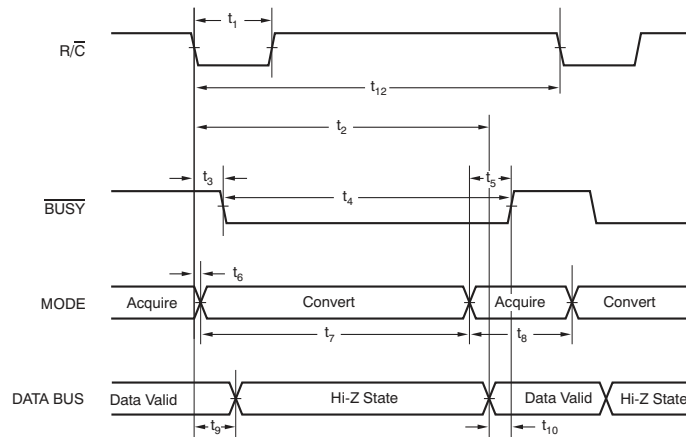 t₁
R/C̅
t₁₂
t₂
t₃
t₅
B̅U̅S̅Y̅
t₄
t₆
MODE
Acquire
Convert
Acquire
Convert
t₇
t₈
DATA BUS
Data Valid
Hi-Z State
Data Valid
Hi-Z State
t₉
t₁₀